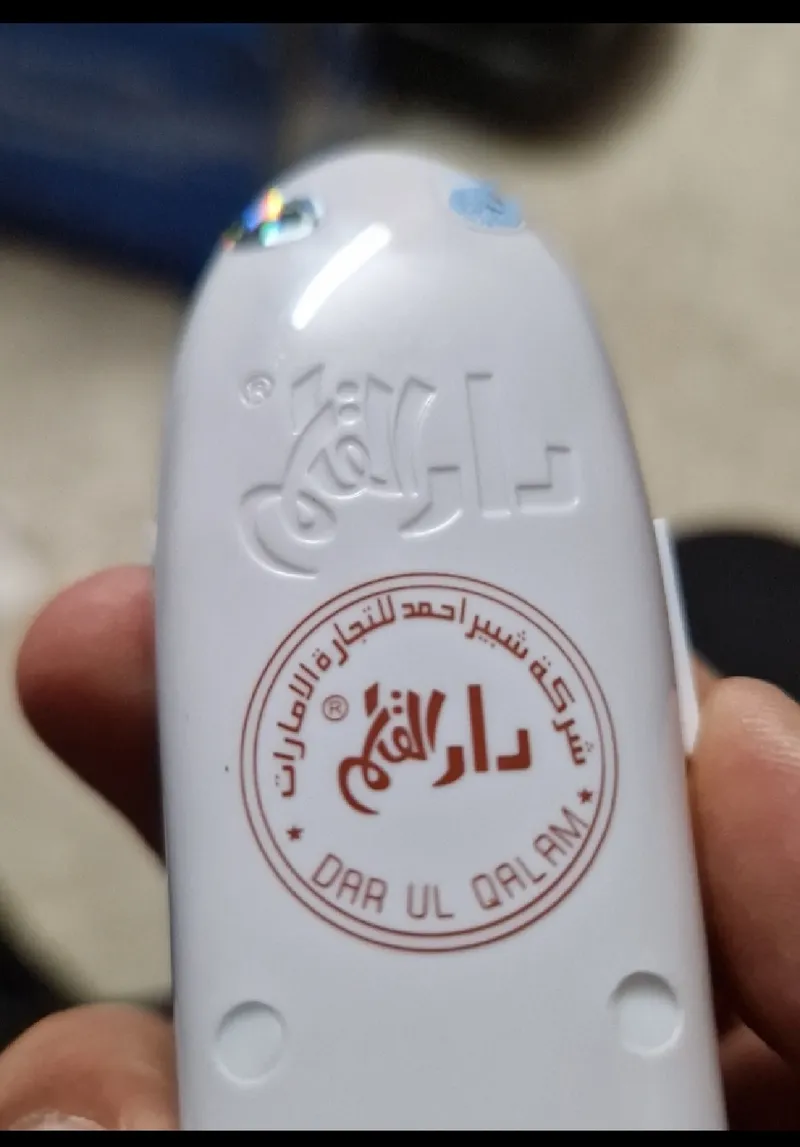 دار القلم ®
شركة شبير احمد للتجارة الامارات
دار القلم ®
★ DAR UL QALAM ★